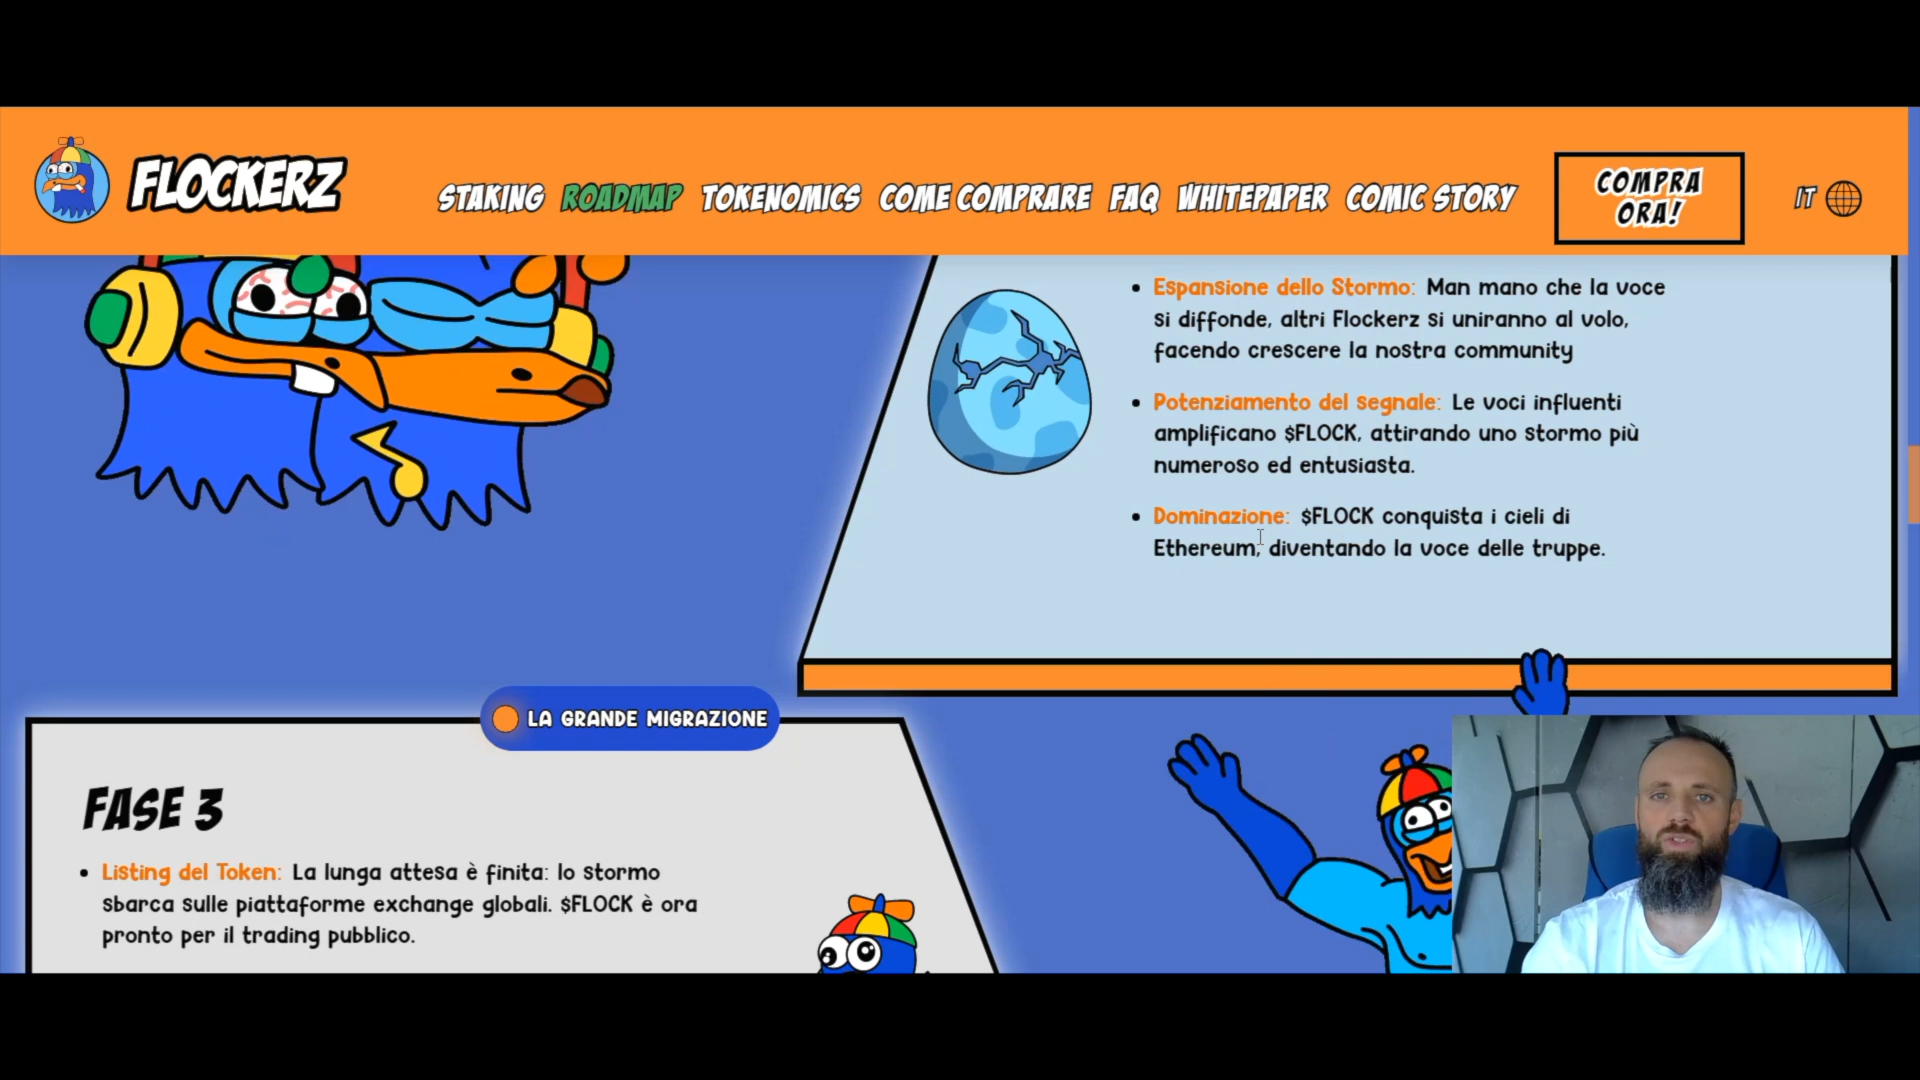 FLOCKERZ
STAKING ROADMAP TOKENOMICS COME COMPRARE FAQ WHITEPAPER COMIC STORY
COMPRA
ORA!
IT
Espansione dello Stormo: Man mano che la voce
si diffonde, altri Flockerz si uniranno al volo,
facendo crescere la nostra community
Potenziamento del segnale: Le voci influenti
amplificano $FLOCK, attirando uno stormo più
numeroso ed entusiasta.
Dominazione: $FLOCK conquista i cieli di
Ethereum, diventando la voce delle truppe.
LA GRANDE MIGRAZIONE
FASE 3
Listing del Token: La lunga attesa è finita: lo stormo
sbarca sulle piattaforme exchange globali. $FLOCK è ora
pronto per il trading pubblico.